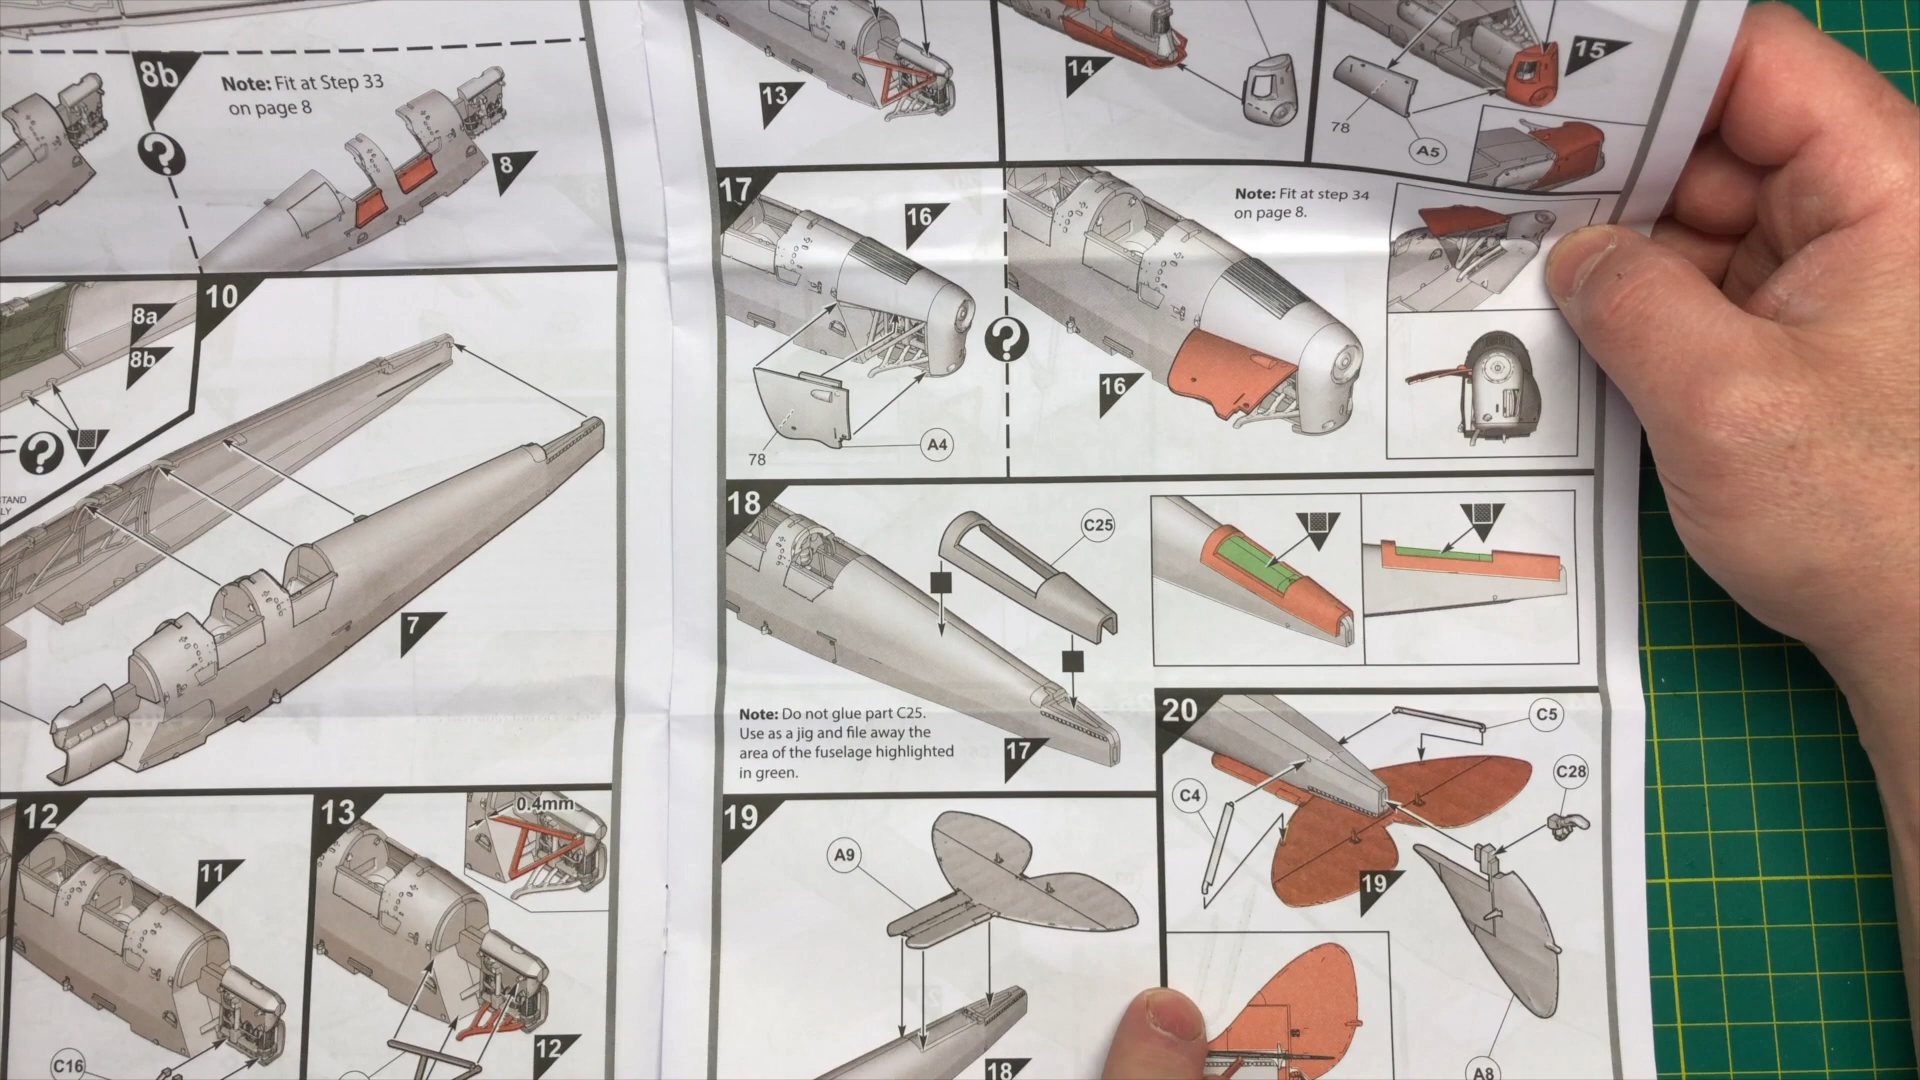 8b
Note: Fit at Step 33
on page 8
8
?
8a
8b
10
?
7
12
11
C16
13
0.4mm
12
13
14
15
78
A5
17
16
78
A4
?
Note: Fit at step 34
on page 8.
16
18
C25
Note: Do not glue part C25.
Use as a jig and file away the
area of the fuselage highlighted
in green.
17
19
A9
18
20
C5
C28
C4
19
A8